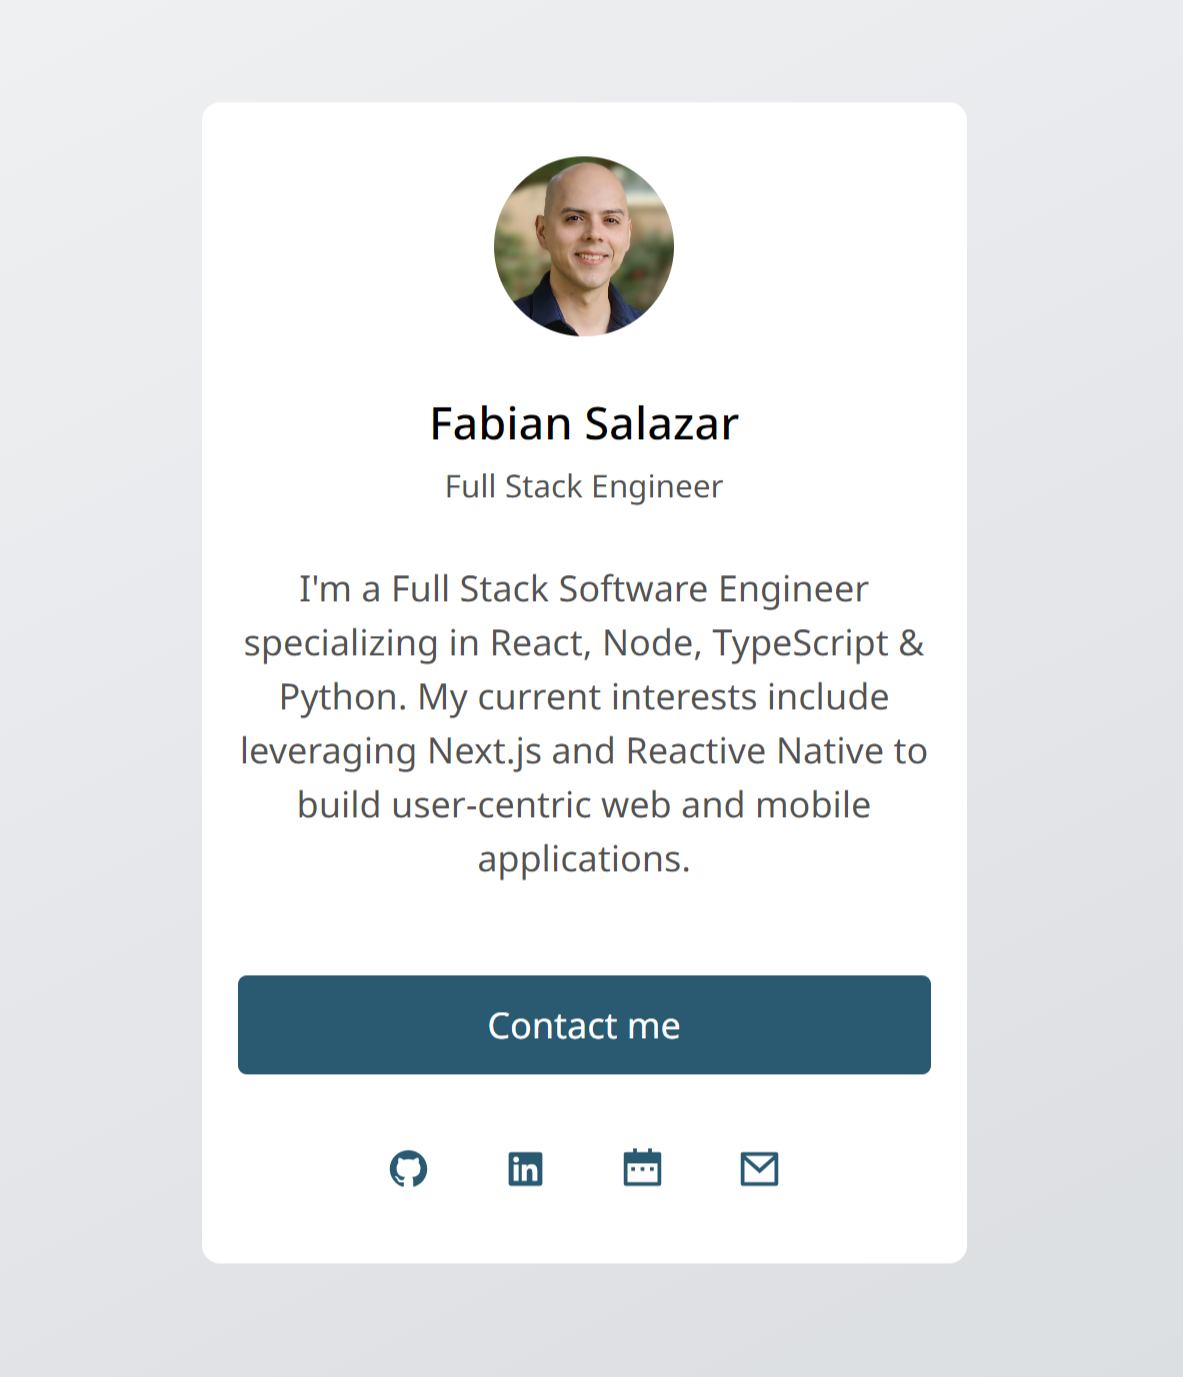 Fabian Salazar
Full Stack Engineer
I'm a Full Stack Software Engineer
specializing in React, Node, TypeScript &
Python. My current interests include
leveraging Next.js and Reactive Native to
build user-centric web and mobile
applications.
Contact me
in